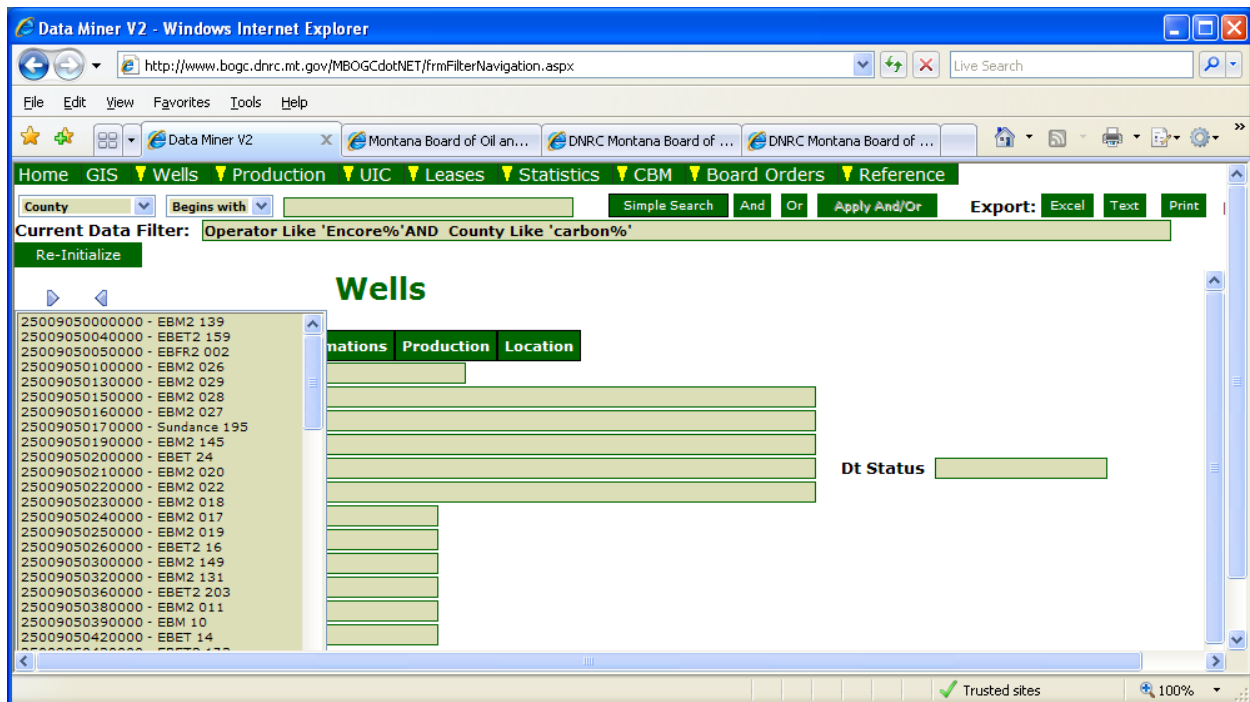 Data Miner V2 - Windows Internet Explorer
http://www.bogc.dnrc.mt.gov/MBOGCdotNET/frmFilterNavigation.aspx
Live Search
File Edit View Favorites Tools Help
Data Miner V2
Montana Board of Oil an...
DNRC Montana Board of ...
DNRC Montana Board of ...
Home GIS Wells Production UIC Leases Statistics CBM Board Orders Reference
County Begins with Simple Search And Or Apply And/Or Export: Excel Text Print
Current Data Filter: Operator Like 'Encore%'AND County Like 'carbon%'
Re-Initialize
Wells
mations Production Location
25009050000000 - EBM2 139
25009050040000 - EBET2 159
25009050050000 - EBFR2 002
25009050100000 - EBM2 026
25009050130000 - EBM2 029
25009050150000 - EBM2 028
25009050160000 - EBM2 027
25009050170000 - Sundance 195
25009050190000 - EBM2 145
25009050200000 - EBET 24
25009050210000 - EBM2 020
25009050220000 - EBM2 022
25009050230000 - EBM2 018
25009050240000 - EBM2 017
25009050250000 - EBM2 019
25009050260000 - EBET2 16
25009050300000 - EBM2 149
25009050320000 - EBM2 131
25009050360000 - EBET2 203
25009050380000 - EBM2 011
25009050390000 - EBM 10
25009050420000 - EBET 14
Dt Status
Trusted sites
100%